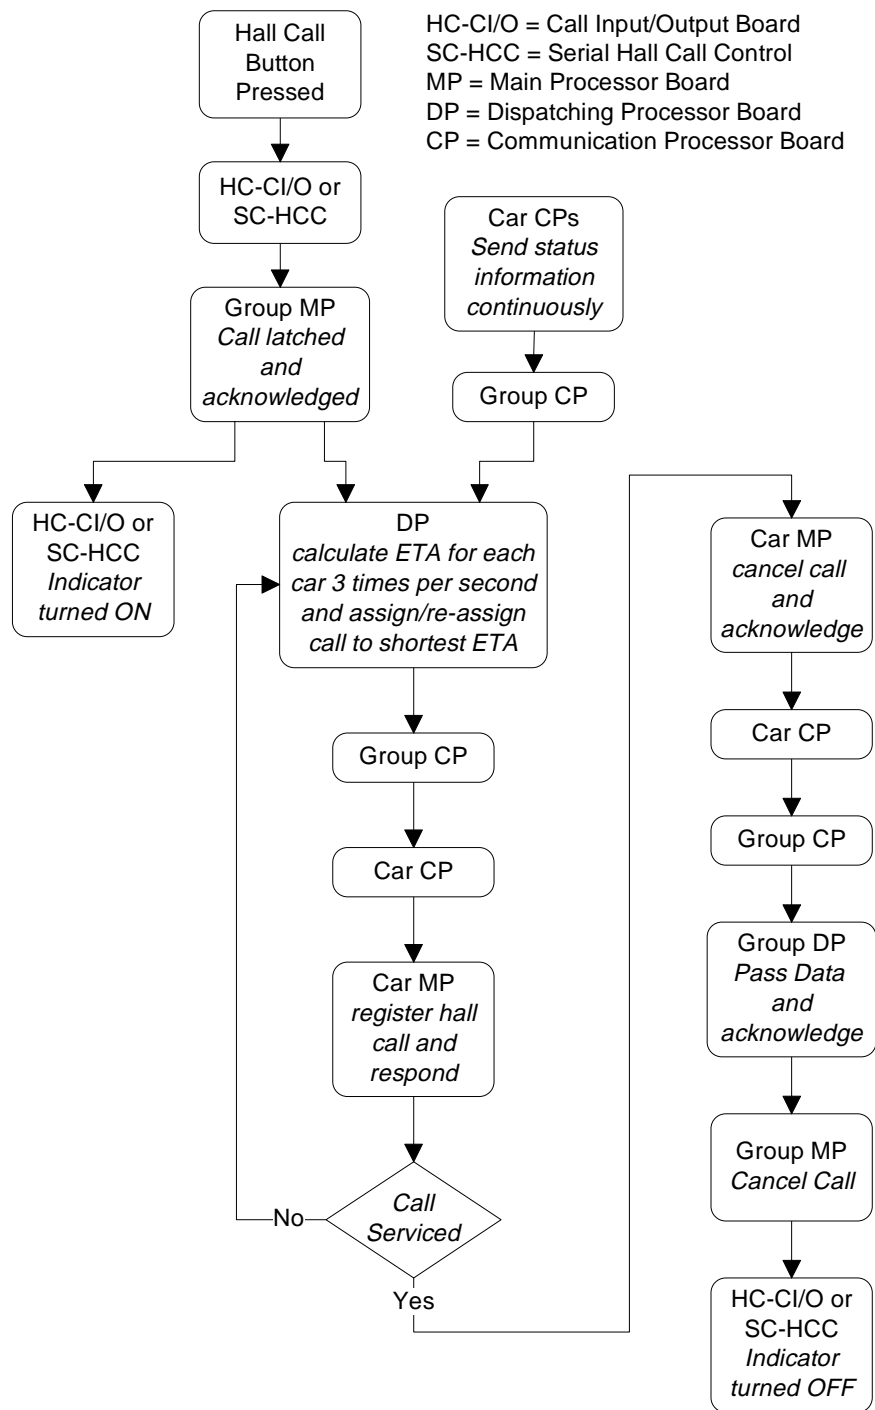 Hall Call
Button
Pressed
HC-CI/O = Call Input/Output Board
SC-HCC = Serial Hall Call Control
MP = Main Processor Board
DP = Dispatching Processor Board
CP = Communication Processor Board
HC-CI/O or
SC-HCC
Car CPs
Send status
information
continuously
Group MP
Call latched
and
acknowledged
Group CP
HC-CI/O or
SC-HCC
Indicator
turned ON
DP
calculate ETA for each
car 3 times per second
and assign/re-assign
call to shortest ETA
Group CP
Car CP
Car MP
register hall
call and
respond
Call
Serviced
No
Yes
Car MP
cancel call
and
acknowledge
Car CP
Group CP
Group DP
Pass Data
and
acknowledge
Group MP
Cancel Call
HC-CI/O or
SC-HCC
Indicator
turned OFF